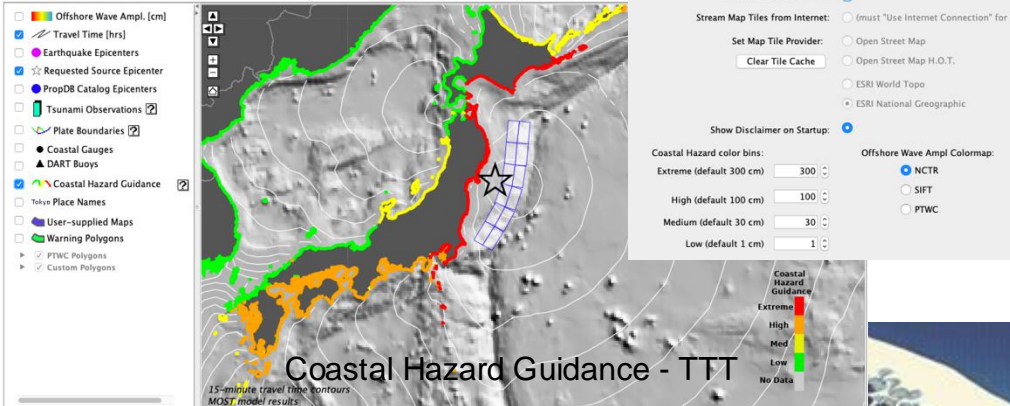 Offshore Wave Ampl. [cm]
Travel Time [hrs]
Earthquake Epicenters
Requested Source Epicenter
PropDB Catalog Epicenters
Tsunami Observations ?
Plate Boundaries ?
Coastal Gauges
DART Buoys
Coastal Hazard Guidance ?
Tokyo Place Names
User-supplied Maps
Warning Polygons
PTWC Polygons
Custom Polygons
15-minute travel time contours
MOST model results
Coastal Hazard Guidance - TTT
Coastal
Hazard
Guidance
Extreme
High
Med
Low
No Data
Stream Map Tiles from Internet: (must "Use Internet Connection" for
Set Map Tile Provider: Open Street Map
Clear Tile Cache Open Street Map H.O.T.
ESRI World Topo
ESRI National Geographic
Show Disclaimer on Startup:
Coastal Hazard color bins: Offshore Wave Ampl Colormap:
Extreme (default 300 cm) 300 NCTR
High (default 100 cm) 100 SIFT
Medium (default 30 cm) 30 PTWC
Low (default 1 cm) 1